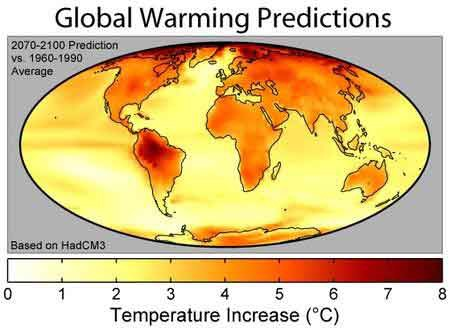 Global Warming Predictions
2070-2100 Prediction
vs. 1960-1990
Average
Based on HadCM3
0 1 2 3 4 5 6 7 8
Temperature Increase (°C)